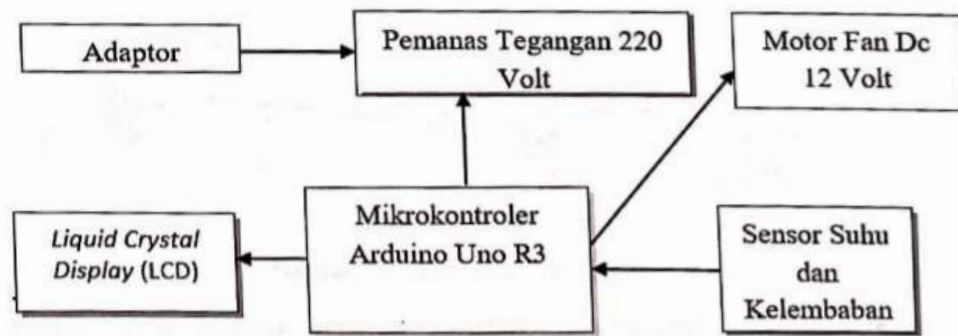 Adaptor
Pemanas Tegangan 220
Volt
Motor Fan Dc
12 Volt
Liquid Crystal
Display (LCD)
Mikrokontroler
Arduino Uno R3
Sensor Suhu
dan
Kelembaban